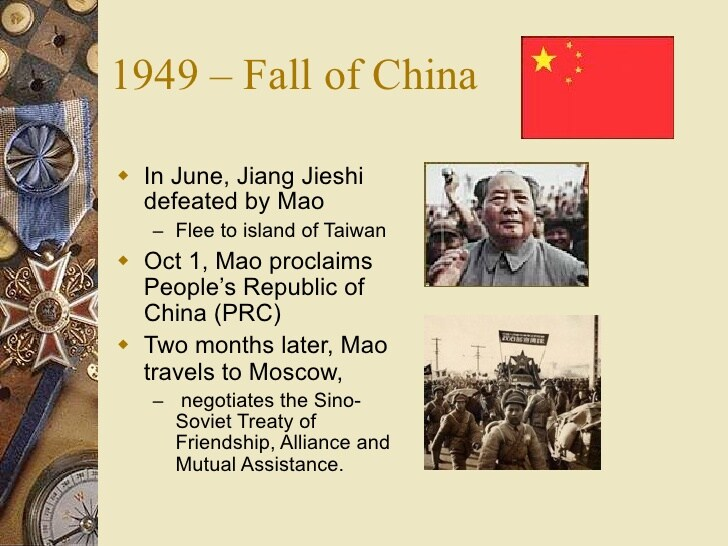 1949 – Fall of China
In June, Jiang Jieshi
defeated by Mao
– Flee to island of Taiwan
Oct 1, Mao proclaims
People’s Republic of
China (PRC)
Two months later, Mao
travels to Moscow,
– negotiates the Sino-
Soviet Treaty of
Friendship, Alliance and
Mutual Assistance.